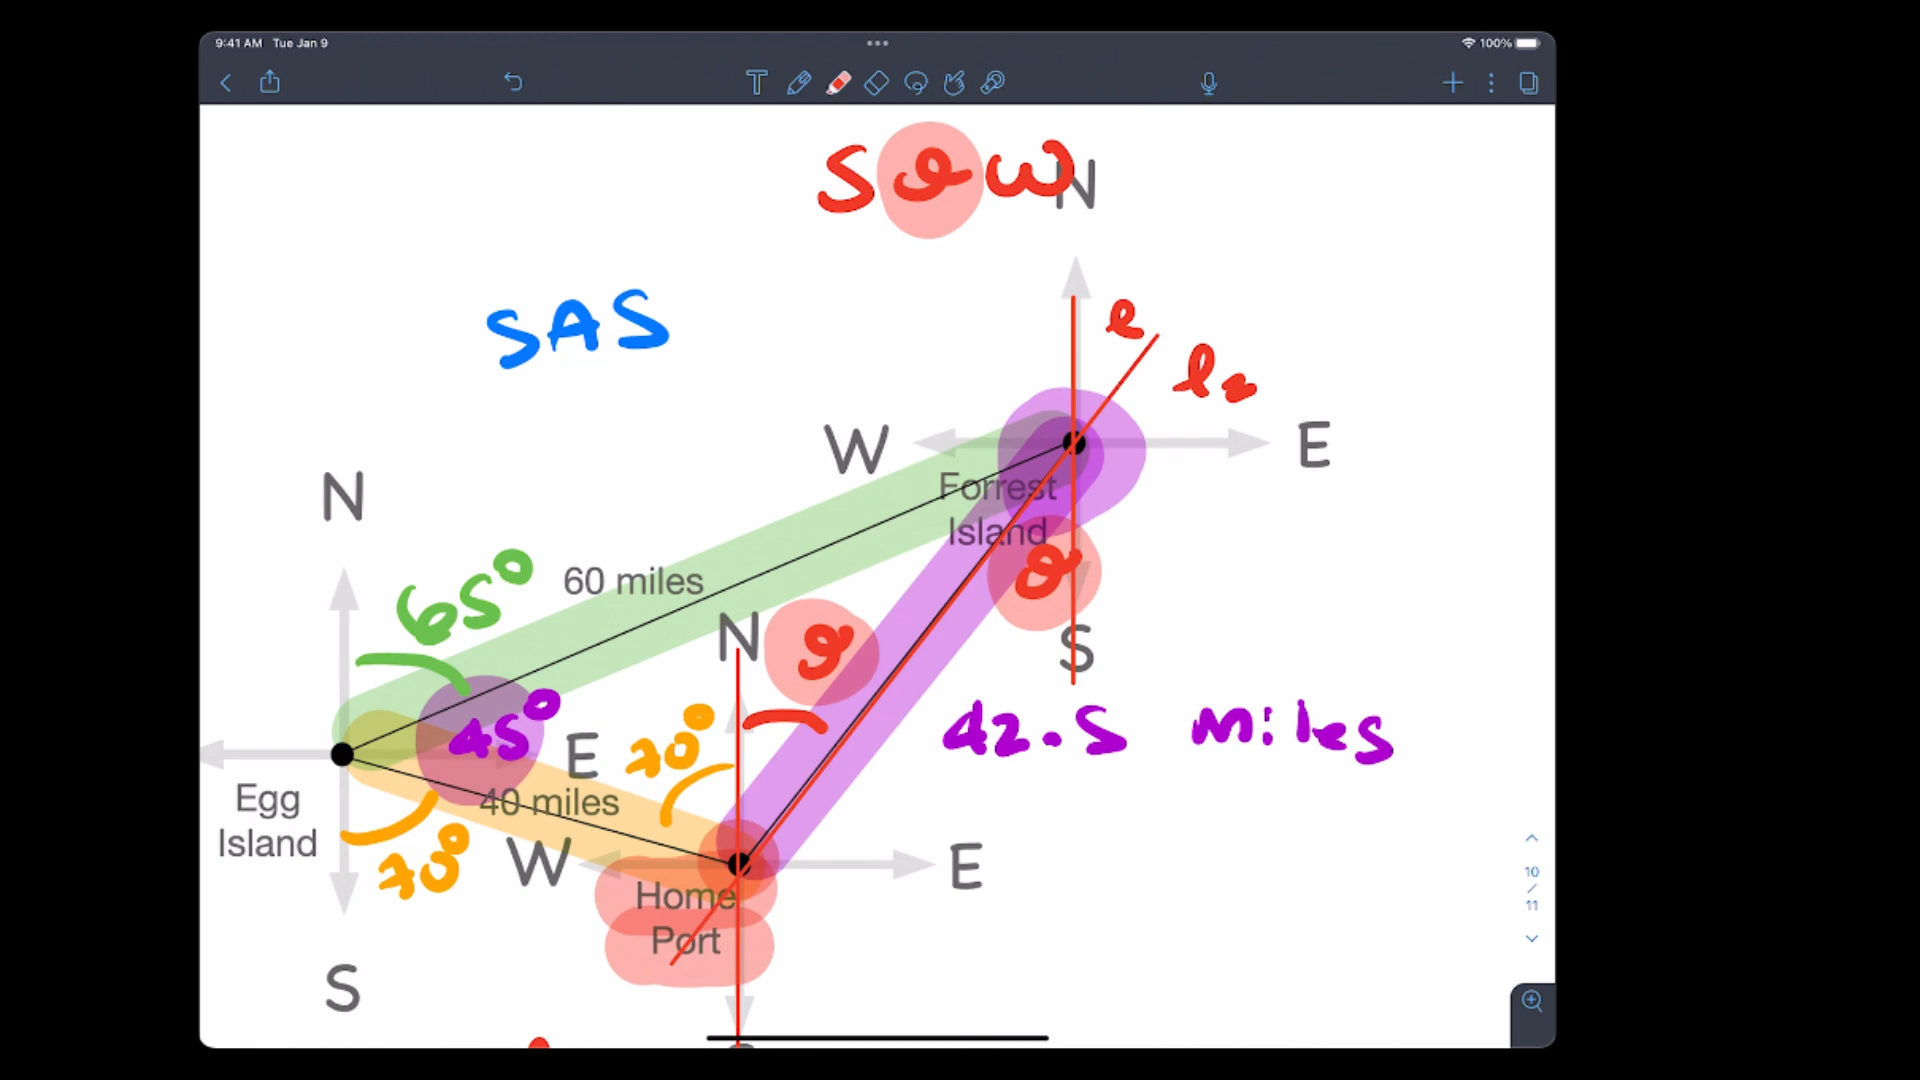 9:41 AM Tue Jan 9
100%
SθW
N
SAS
W
E
Forrest
Island
N
65°
60 miles
N
θ
θ
S
45°
E
70°
42.5 miles
Egg
Island
40 miles
70°
W
E
Home
Port
S
10
/
11